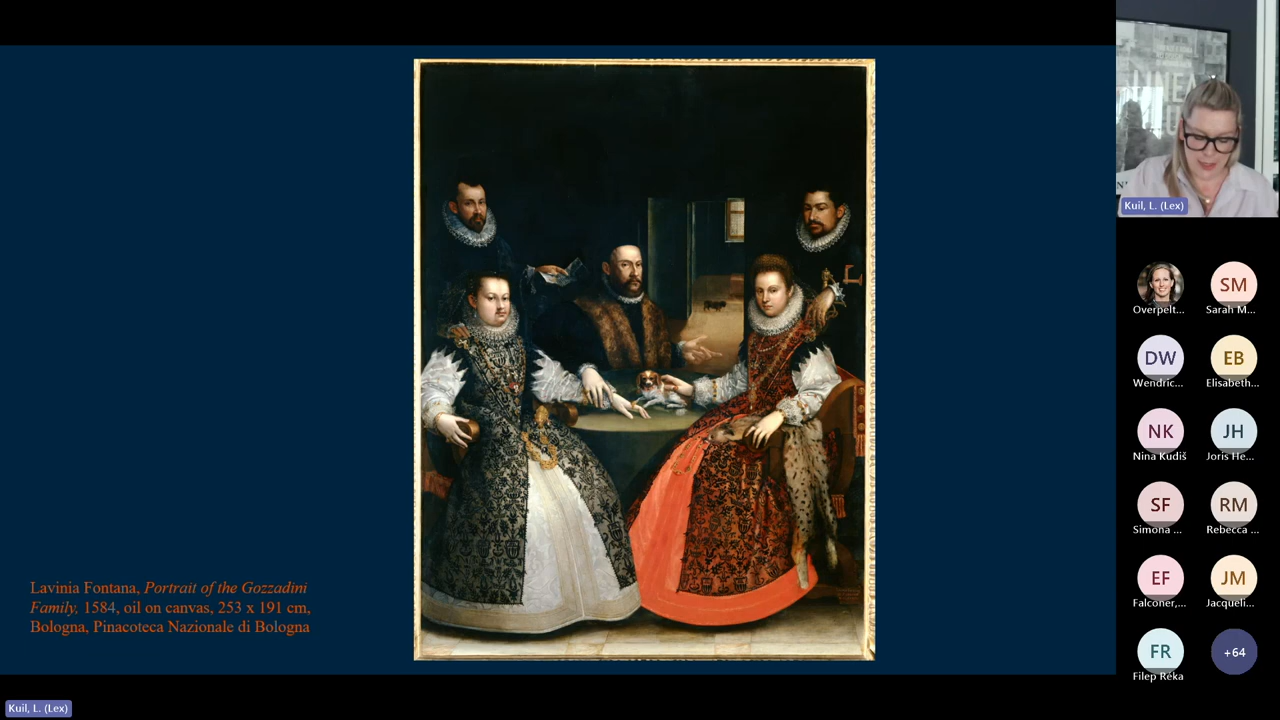 Lavinia Fontana, Portrait of the Gozzadini
Family, 1584, oil on canvas, 253 x 191 cm,
Bologna, Pinacoteca Nazionale di Bologna
Kuil, L. (Lex)
Overpelt...
SM
Sarah M...
DW
Wendric...
EB
Elisabeth...
NK
Nina Kudiš
JH
Joris He...
SF
Simona ...
RM
Rebecca ...
EF
Falconer,...
JM
Jacqueli...
FR
Filep Réka
+64
Kuil, L. (Lex)